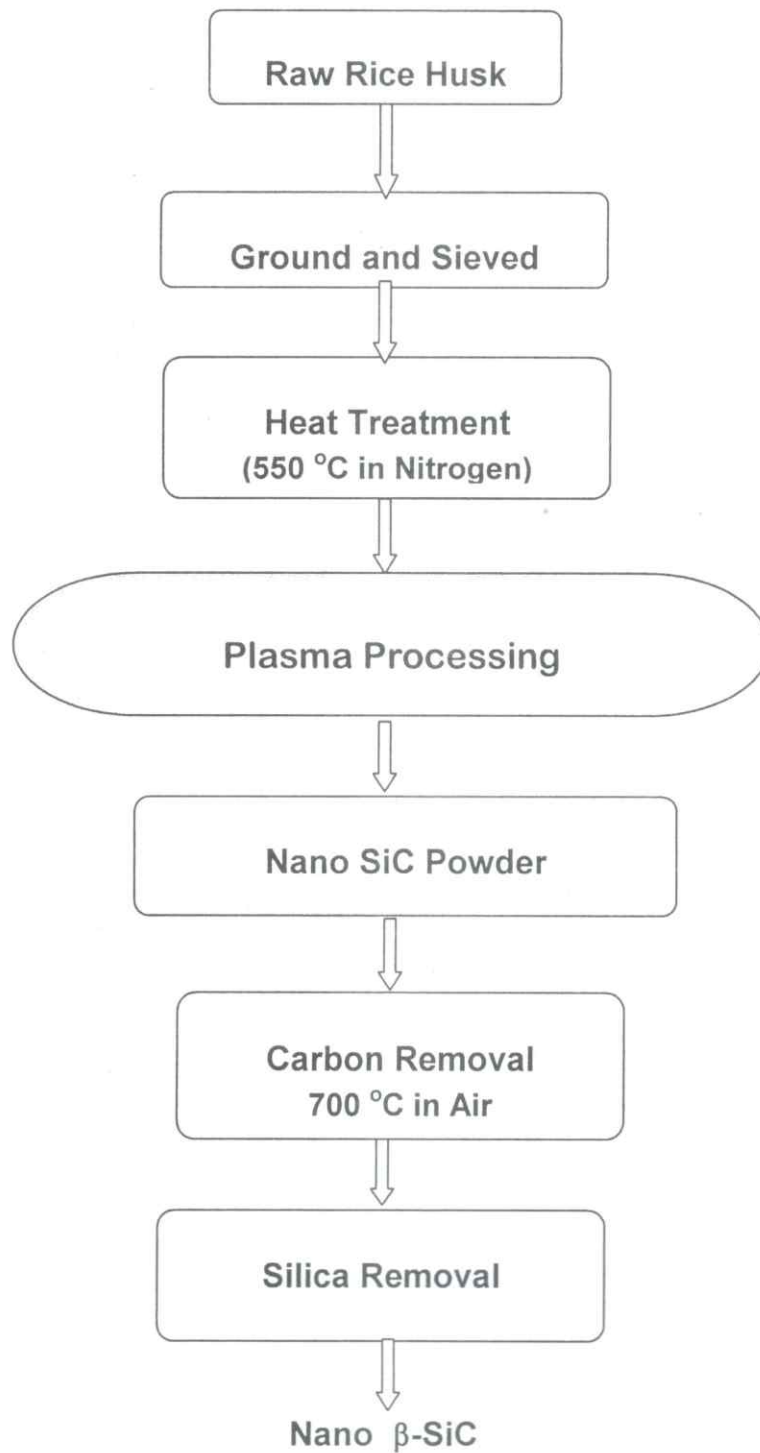 Raw Rice Husk
Ground and Sieved
Heat Treatment
(550 °C in Nitrogen)
Plasma Processing
Nano SiC Powder
Carbon Removal
700 °C in Air
Silica Removal
Nano β-SiC